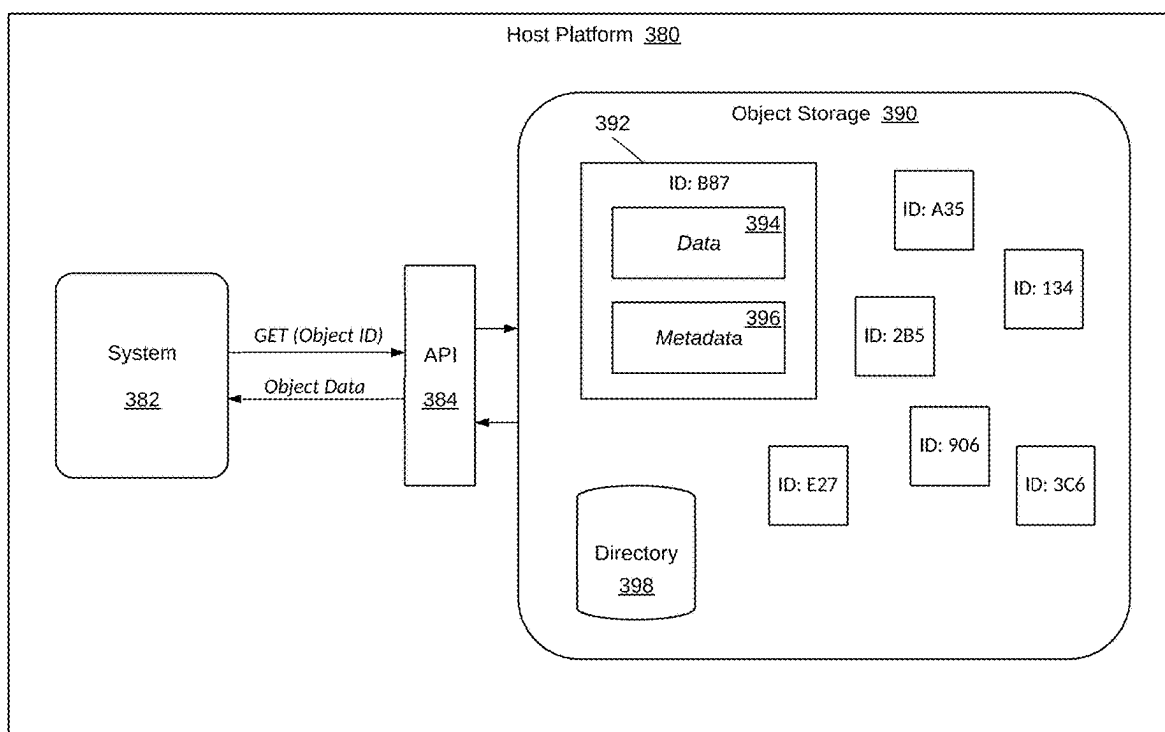 Host Platform 380
Object Storage 390
392
ID: B87
394
Data
396
Metadata
ID: A35
ID: 134
ID: 2B5
ID: 906
ID: E27
ID: 3C6
Directory
398
System
382
GET (Object ID)
Object Data
API
384